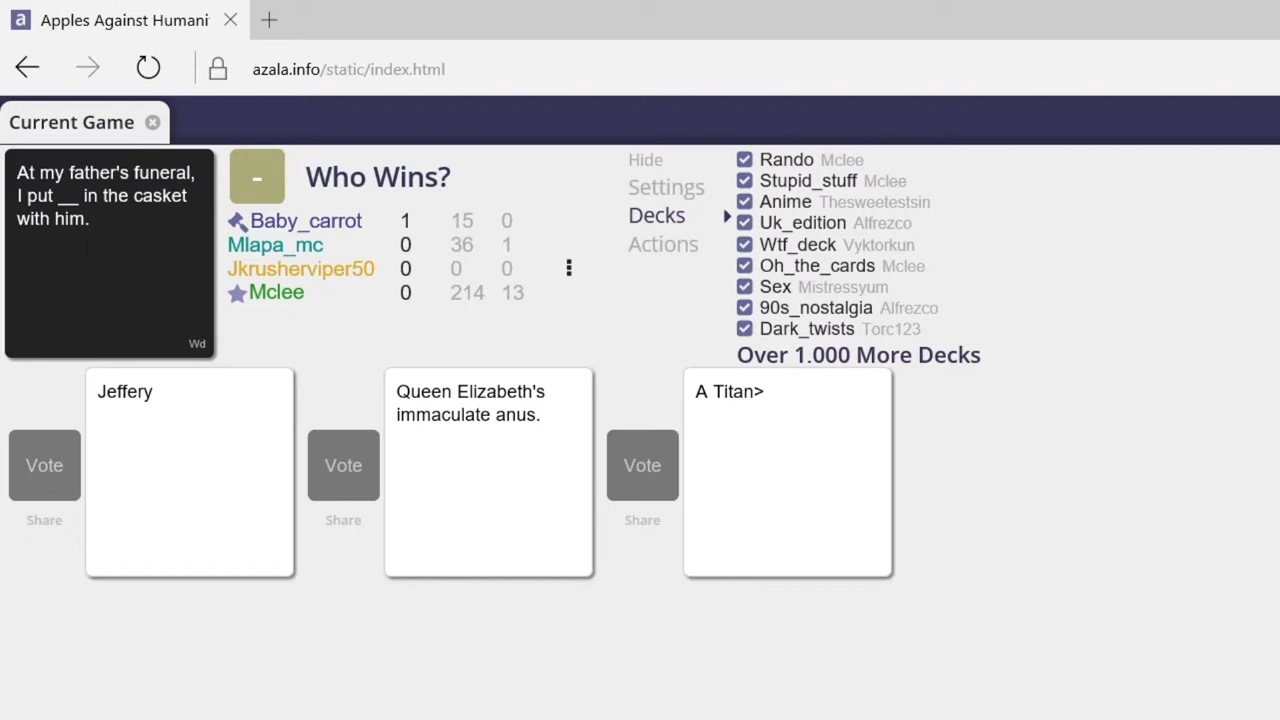 a Apples Against Humani
azala.info/static/index.html
Current Game
At my father's funeral,
I put __ in the casket
with him.
Wd
- Who Wins?
Baby_carrot 1 15 0
Mlapa_mc 0 36 1
Jkrusherviper50 0 0 0
Mclee 0 214 13
Hide
Settings
Decks
Actions
Rando Mclee
Stupid_stuff Mclee
Anime Thesweetestsin
Uk_edition Alfrezco
Wtf_deck Vyktorkun
Oh_the_cards Mclee
Sex Mistressyum
90s_nostalgia Alfrezco
Dark_twists Torc123
Over 1,000 More Decks
Vote
Share
Jeffery
Vote
Share
Queen Elizabeth's
immaculate anus.
Vote
Share
A Titan>